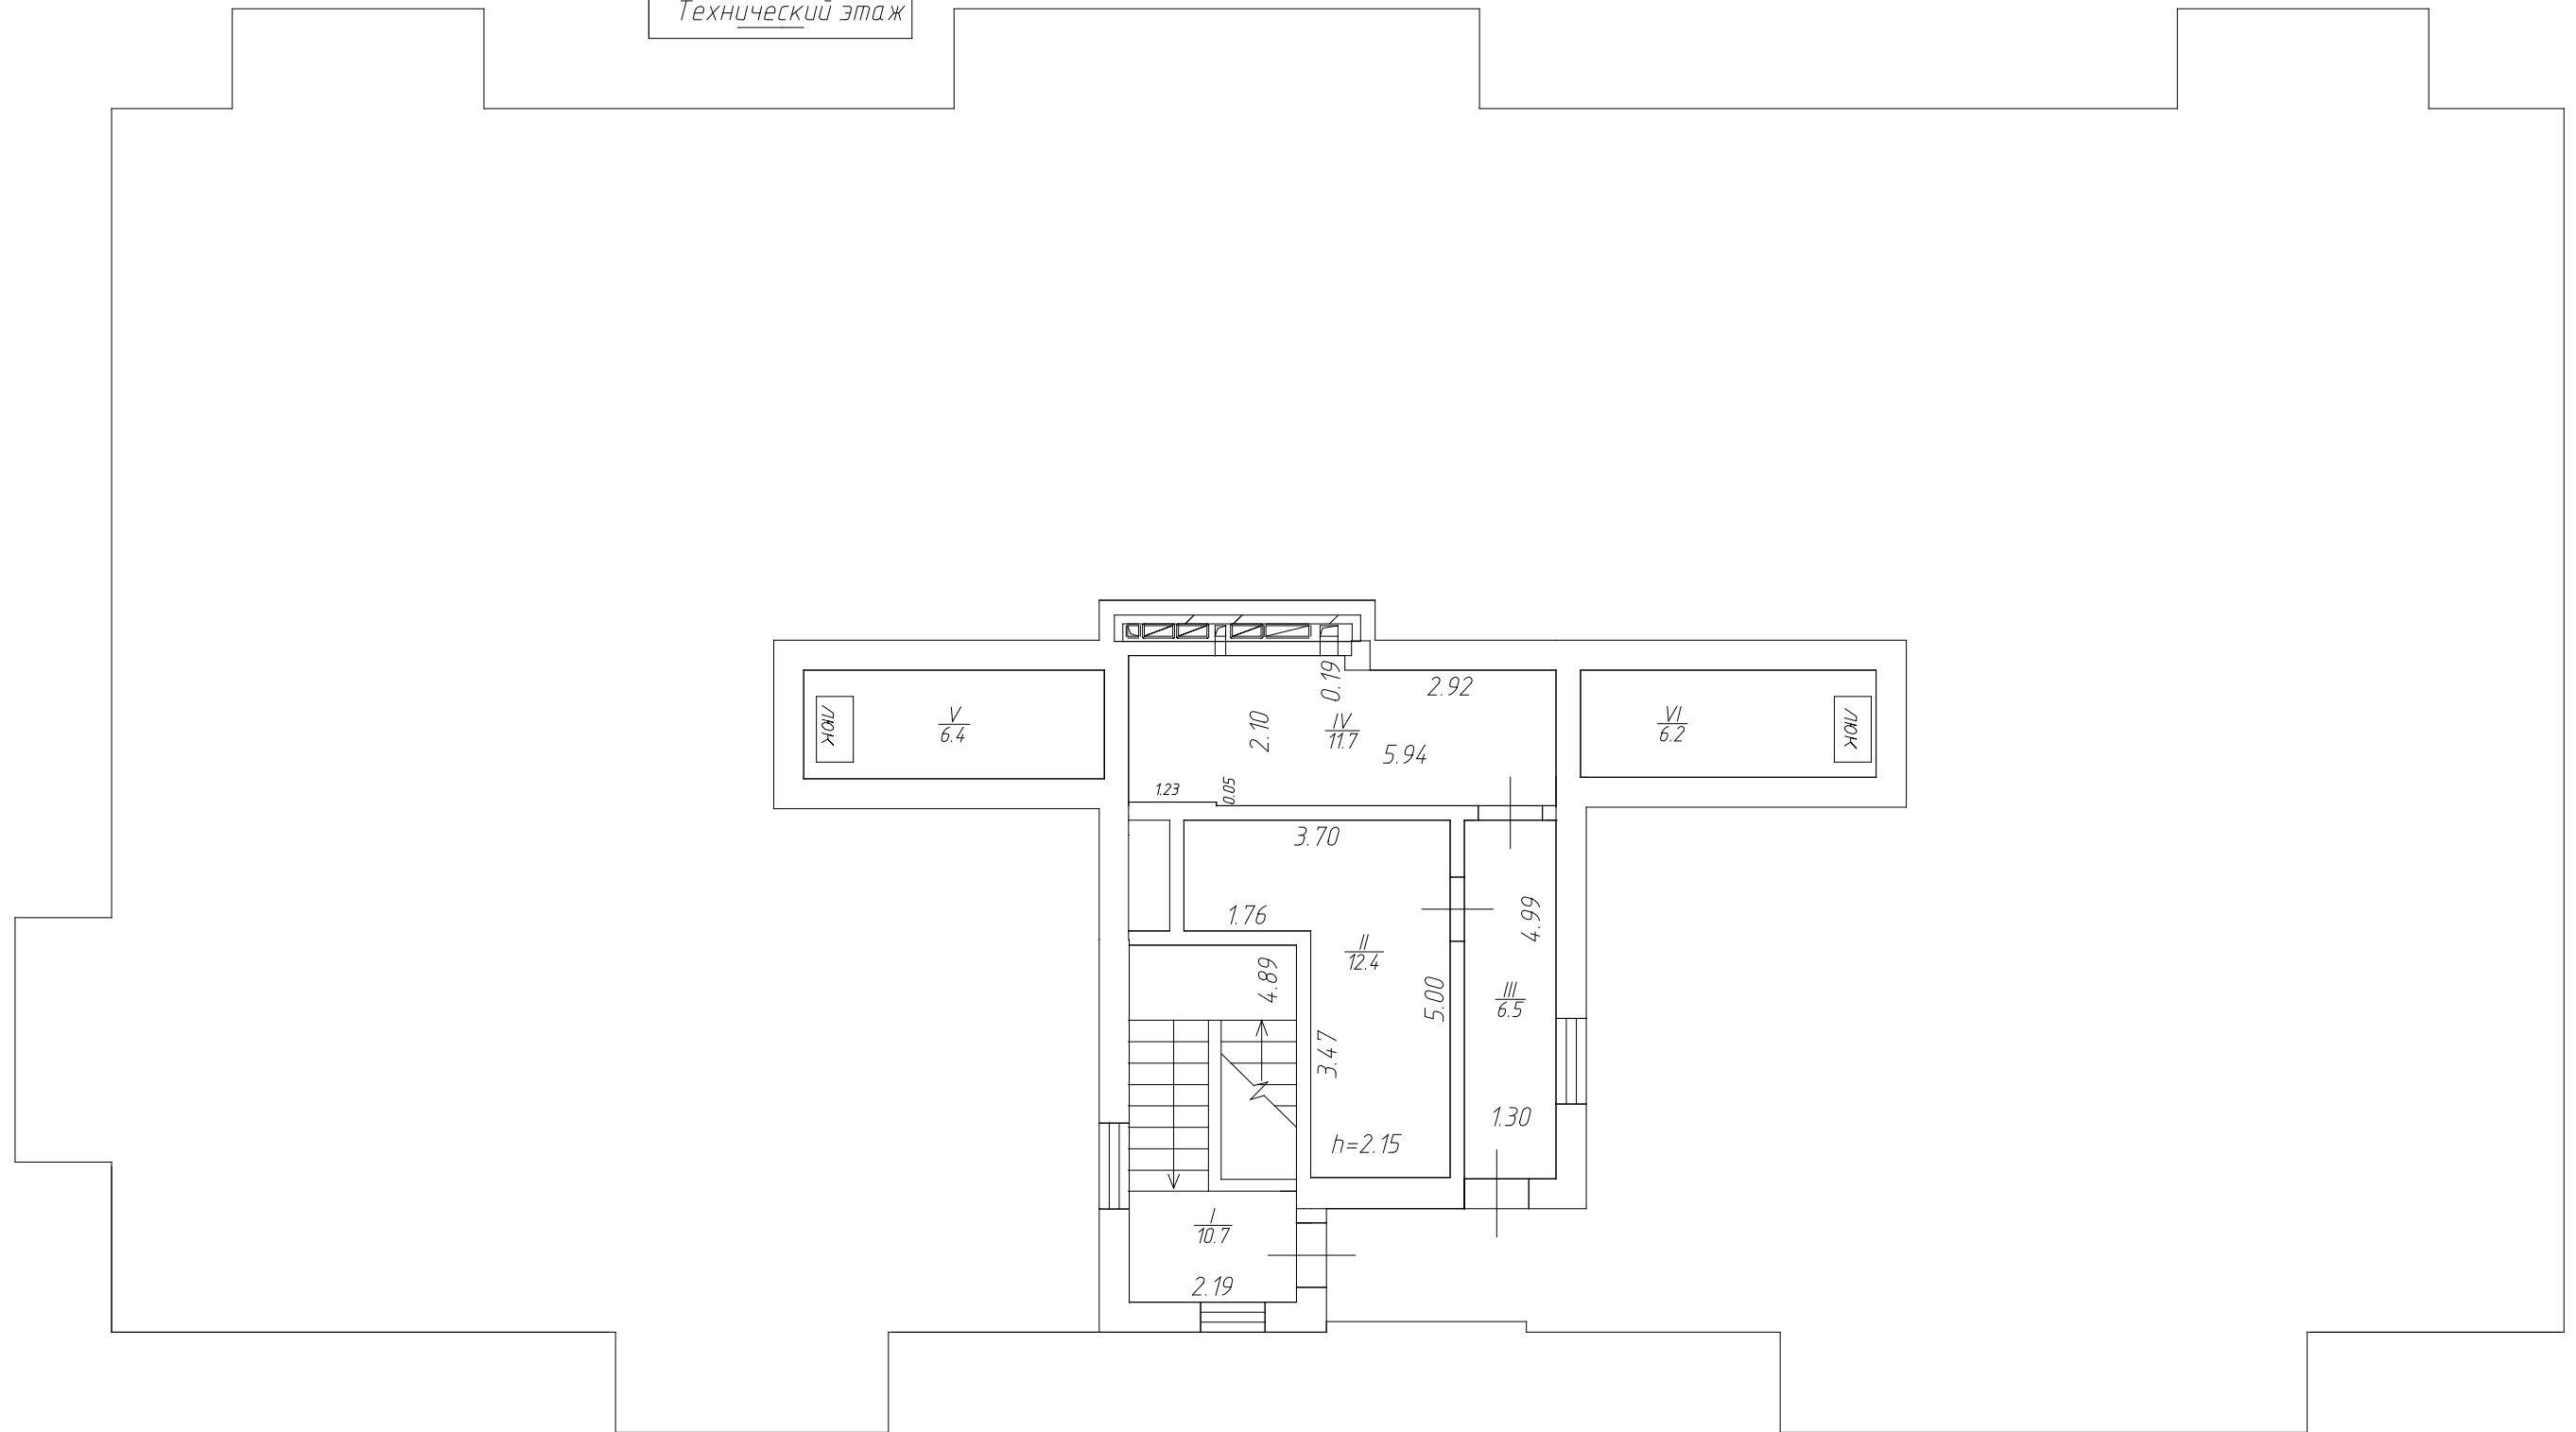 Технический этаж
0.19
2.92
V
6.4
люк
2.10
IV
11.7
5.94
VI
6.2
люк
1.23
0.05
3.70
1.76
4.99
II
12.4
4.89
5.00
III
6.5
3.47
1.30
h=2.15
I
10.7
2.19